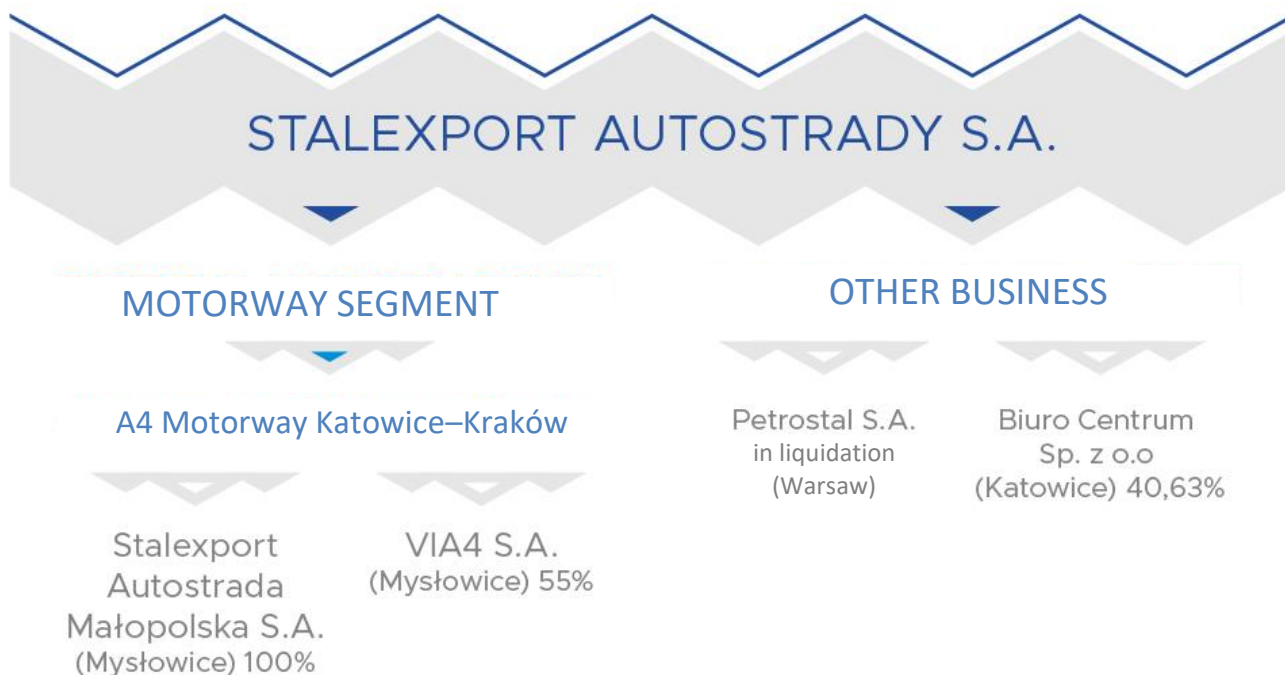 STALEXPORT AUTOSTRADY S.A.
MOTORWAY SEGMENT
OTHER BUSINESS
A4 Motorway Katowice–Kraków
Petrostal S.A.
in liquidation
(Warsaw)
Biuro Centrum
Sp. z o.o
(Katowice) 40,63%
Stalexport
Autostrada
Małopolska S.A.
(Mysłowice) 100%
VIA4 S.A.
(Mysłowice) 55%